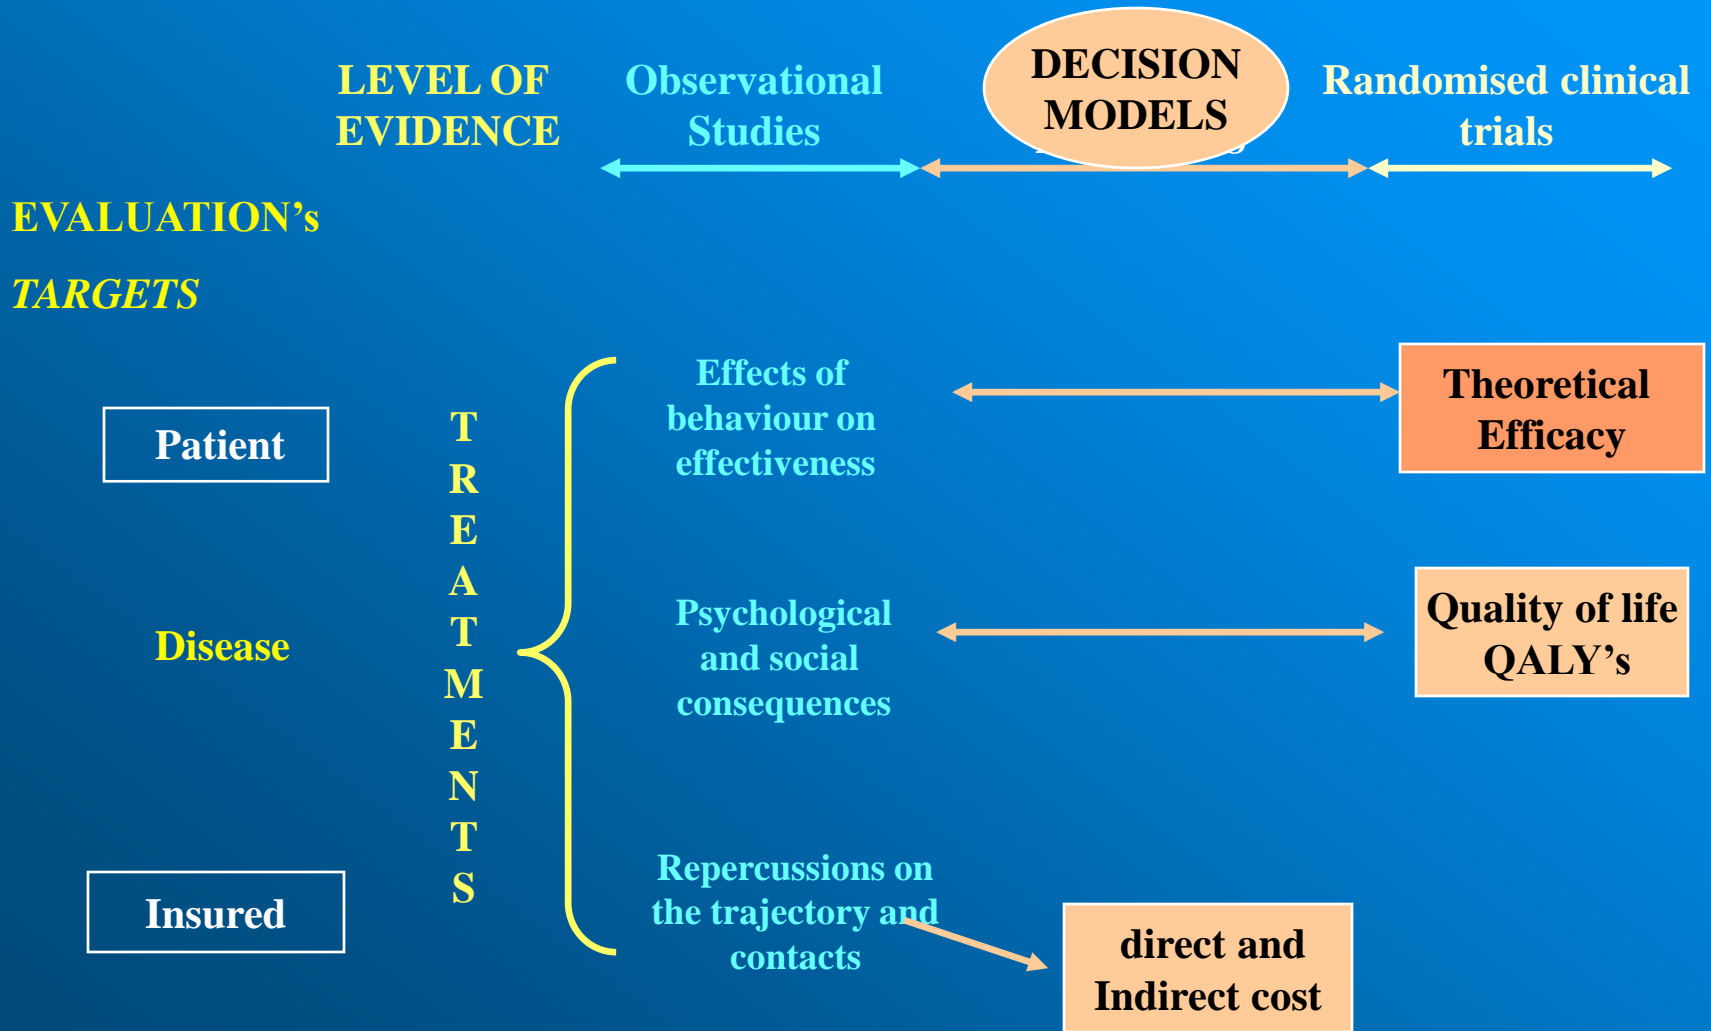 LEVEL OF
EVIDENCE
Observational
Studies
DECISION
MODELS
Randomised clinical
trials
EVALUATION’s
TARGETS
Patient
Disease
Insured
T
R
E
A
T
M
E
N
T
S
Effects of
behaviour on
effectiveness
Theoretical
Efficacy
Psychological
and social
consequences
Quality of life
QALY’s
Repercussions on
the trajectory and
contacts
direct and
Indirect cost